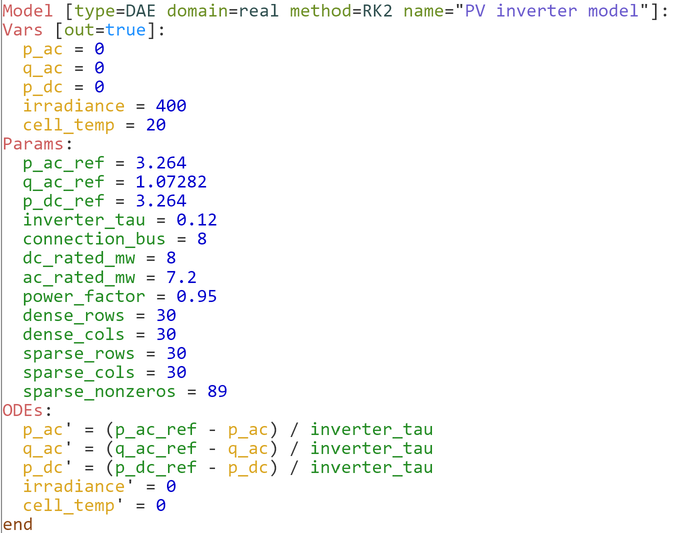 Model [type=DAE domain=real method=RK2 name="PV inverter model"]:
Vars [out=true]:
  p_ac = 0
  q_ac = 0
  p_dc = 0
  irradiance = 400
  cell_temp = 20
Params:
  p_ac_ref = 3.264
  q_ac_ref = 1.07282
  p_dc_ref = 3.264
  inverter_tau = 0.12
  connection_bus = 8
  dc_rated_mw = 8
  ac_rated_mw = 7.2
  power_factor = 0.95
  dense_rows = 30
  dense_cols = 30
  sparse_rows = 30
  sparse_cols = 30
  sparse_nonzeros = 89
ODEs:
  p_ac' = (p_ac_ref - p_ac) / inverter_tau
  q_ac' = (q_ac_ref - q_ac) / inverter_tau
  p_dc' = (p_dc_ref - p_dc) / inverter_tau
  irradiance' = 0
  cell_temp' = 0
end